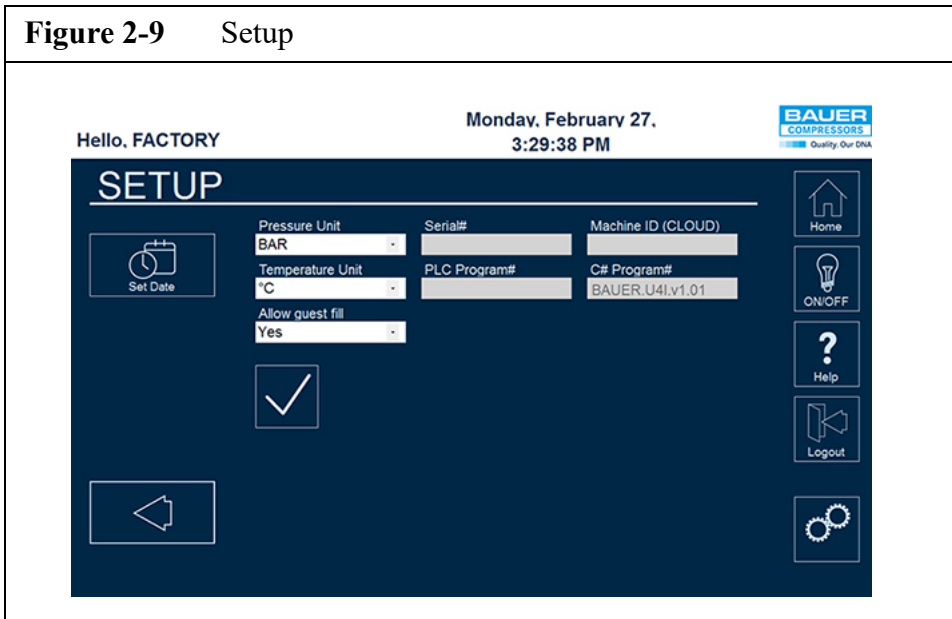 Figure 2-9 Setup
Hello, FACTORY
Monday, February 27,
3:29:38 PM
BAUER
COMPRESSORS
Quality. Our DNA
SETUP
Set Date
Pressure Unit
BAR
Temperature Unit
°C
Allow guest fill
Yes
Serial#
PLC Program#
Machine ID (CLOUD)
C# Program#
BAUER.U4I.v1.01
Home
ON/OFF
? Help
Logout